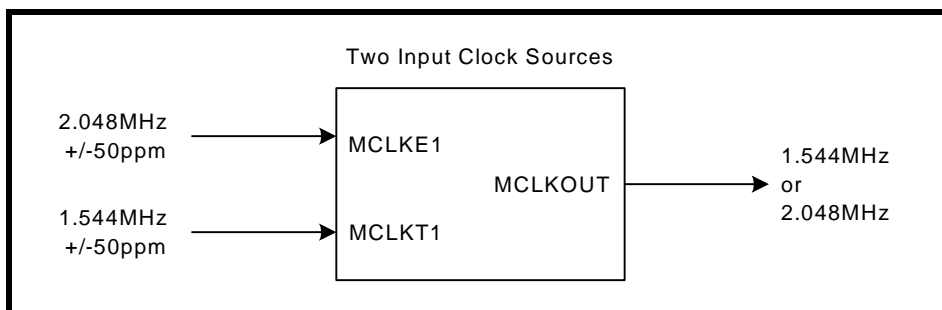 Two Input Clock Sources
2.048MHz
+/-50ppm
MCLKE1
1.544MHz
+/-50ppm
MCLKT1
MCLKOUT
1.544MHz
or
2.048MHz